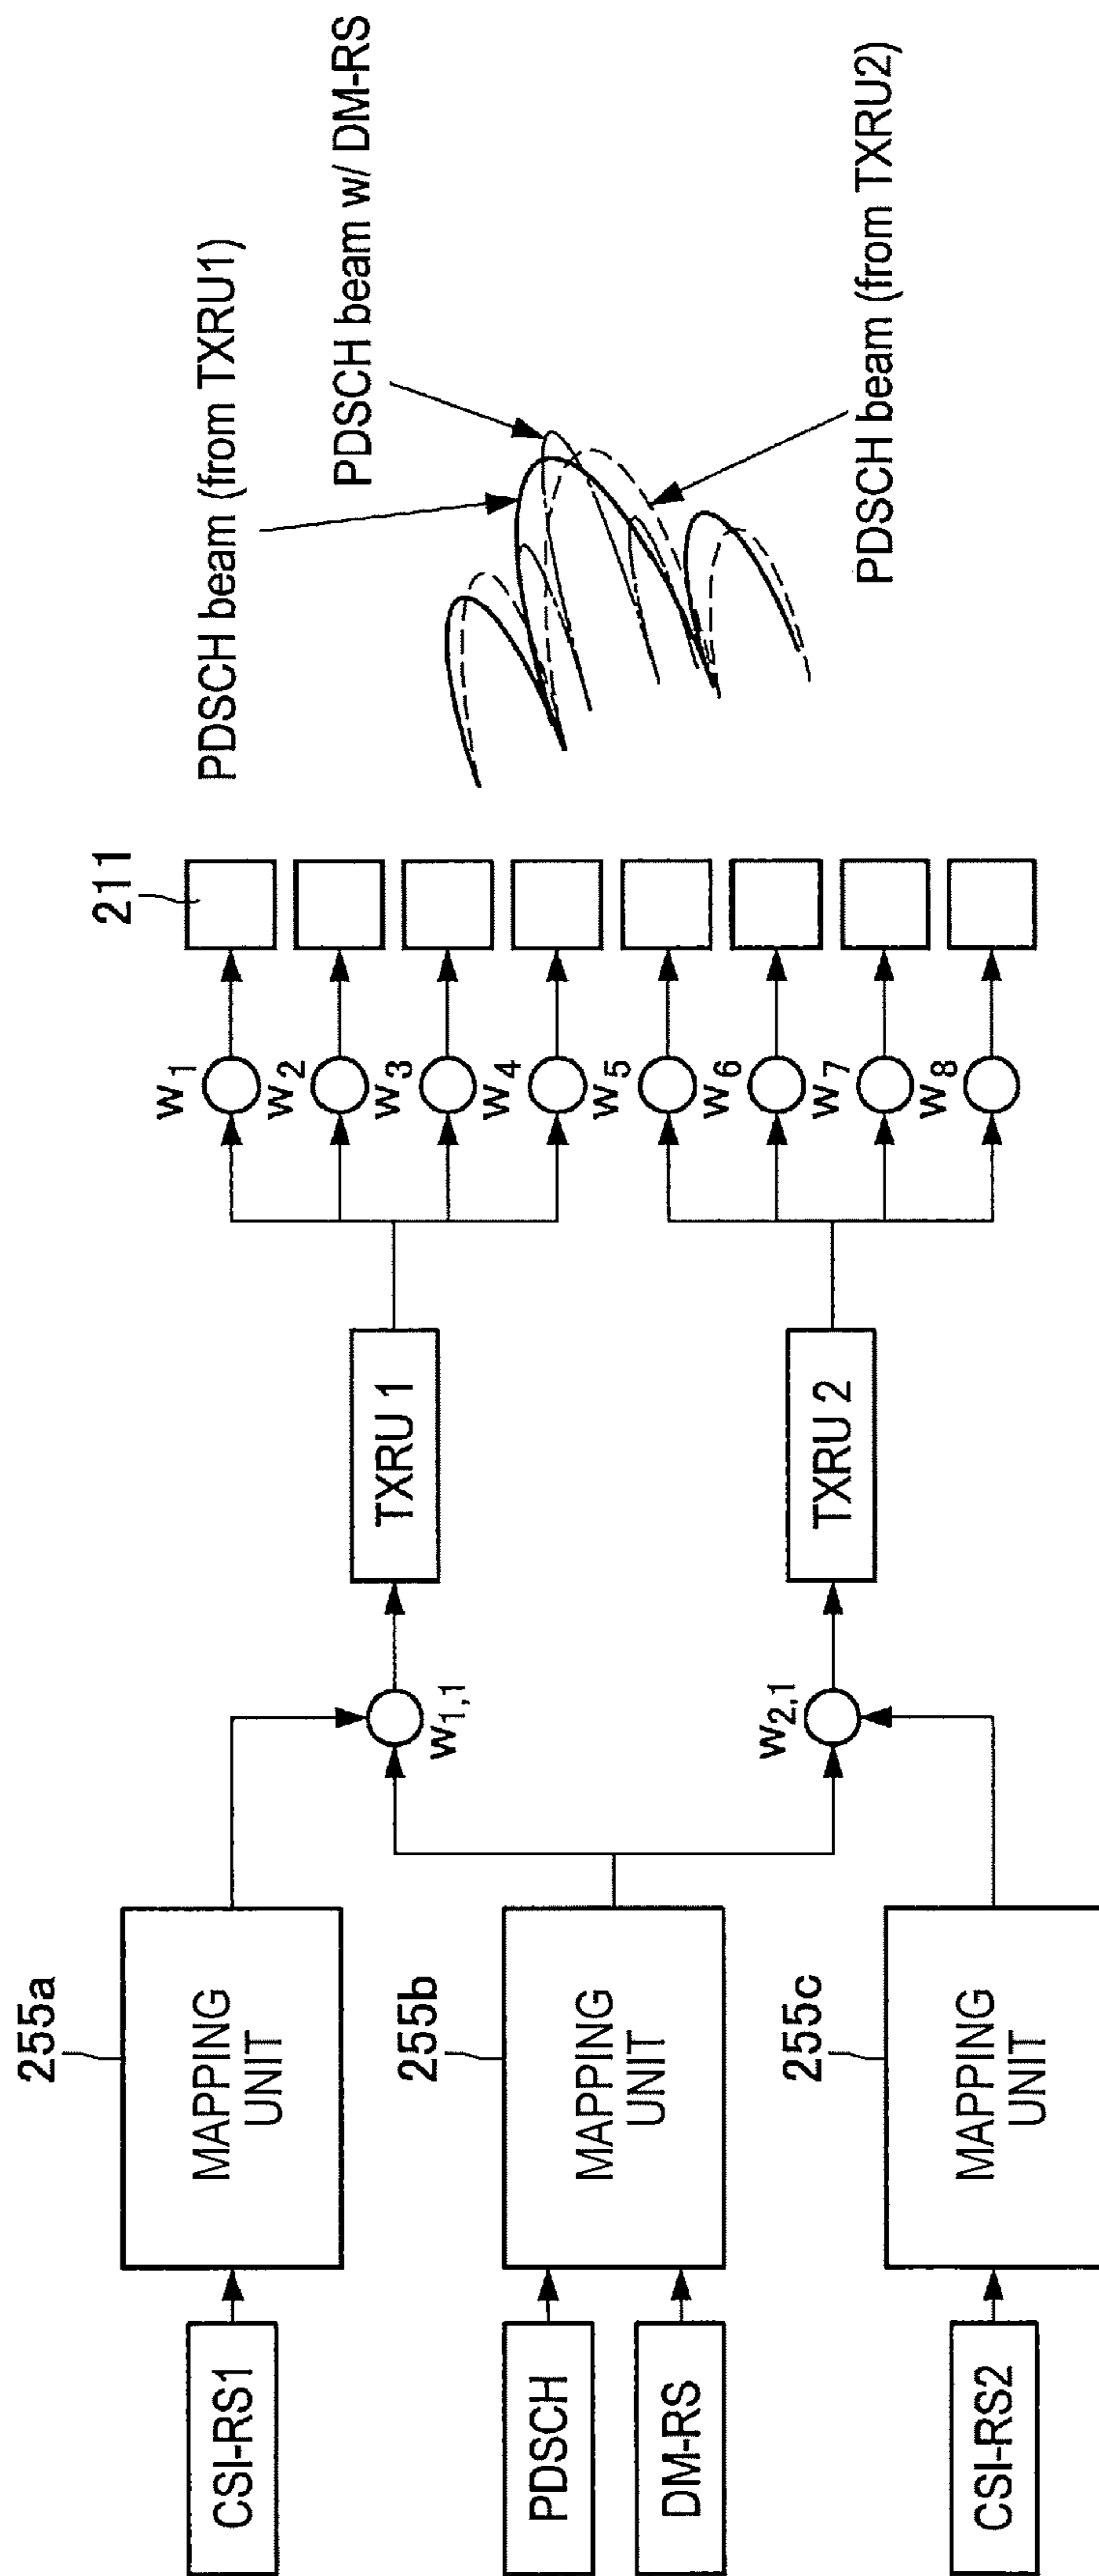 CSI-RS1
PDSCH
DM-RS
CSI-RS2
255a
MAPPING
UNIT
255b
MAPPING
UNIT
255c
MAPPING
UNIT
w1,1
w2,1
TXRU 1
TXRU 2
w1
w2
w3
w4
w5
w6
w7
w8
211
PDSCH beam (from TXRU1)
PDSCH beam w/ DM-RS
PDSCH beam (from TXRU2)